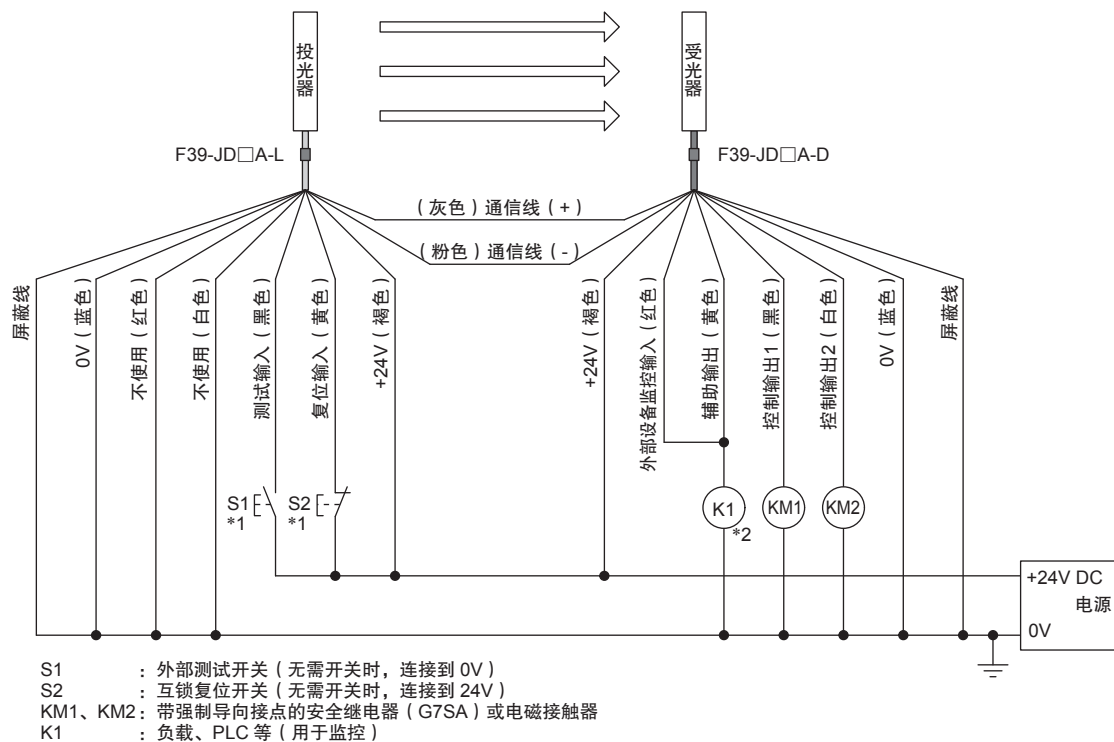 投光器
受光器
F39-JD□A-L
F39-JD□A-D
（灰色）通信线（+）
（粉色）通信线（-）
屏蔽线
0V（蓝色）
不使用（红色）
不使用（白色）
测试输入（黑色）
复位输入（黄色）
+24V（褐色）
+24V（褐色）
外部设备监控输入（红色）
辅助输出（黄色）
控制输出1（黑色）
控制输出2（白色）
0V（蓝色）
屏蔽线
S1
*1
S2
*1
K1
*2
KM1
KM2
+24V DC
电源
0V
S1 ：外部测试开关（无需开关时，连接到 0V）
S2 ：互锁复位开关（无需开关时，连接到 24V）
KM1、KM2：带强制导向接点的安全继电器（G7SA）或电磁接触器
K1 ：负载、PLC 等（用于监控）